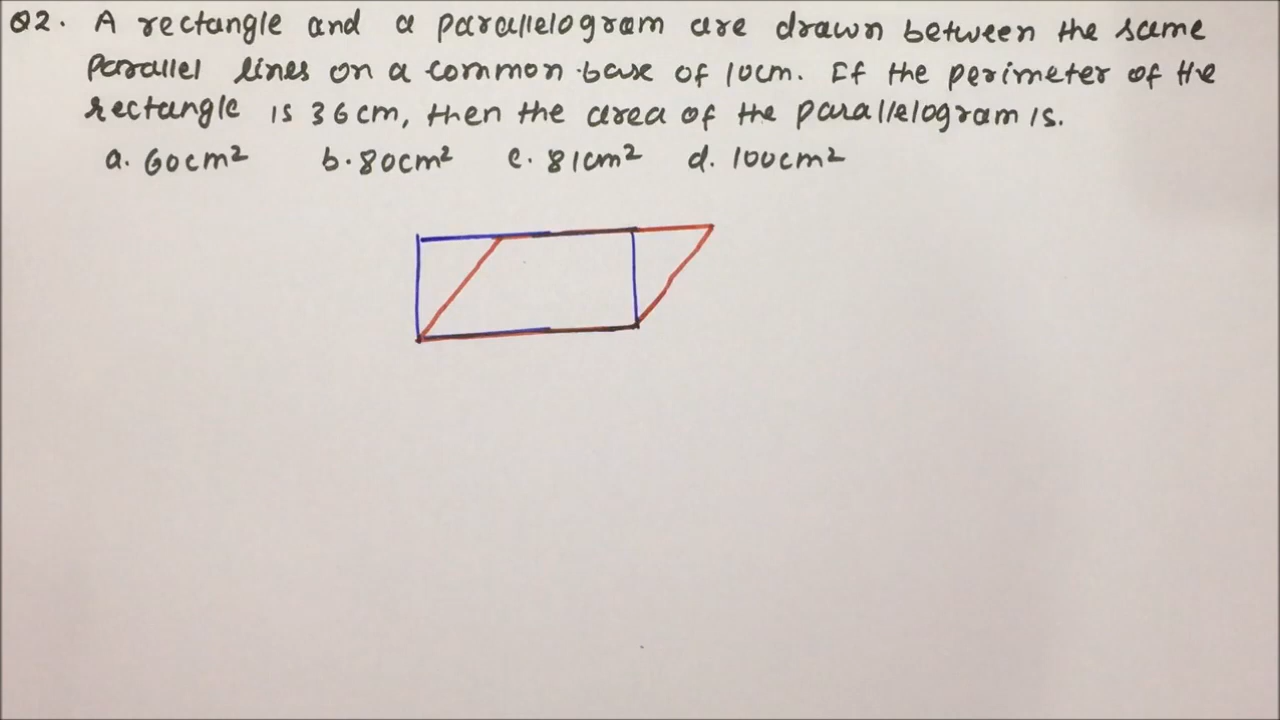 Q2. A rectangle and a parallelogram are drawn between the same
parallel lines on a common base of 10cm. If the perimeter of the
rectangle is 36cm, then the area of the parallelogram is.
a. 60cm² b. 80cm² c. 81cm² d. 100cm²